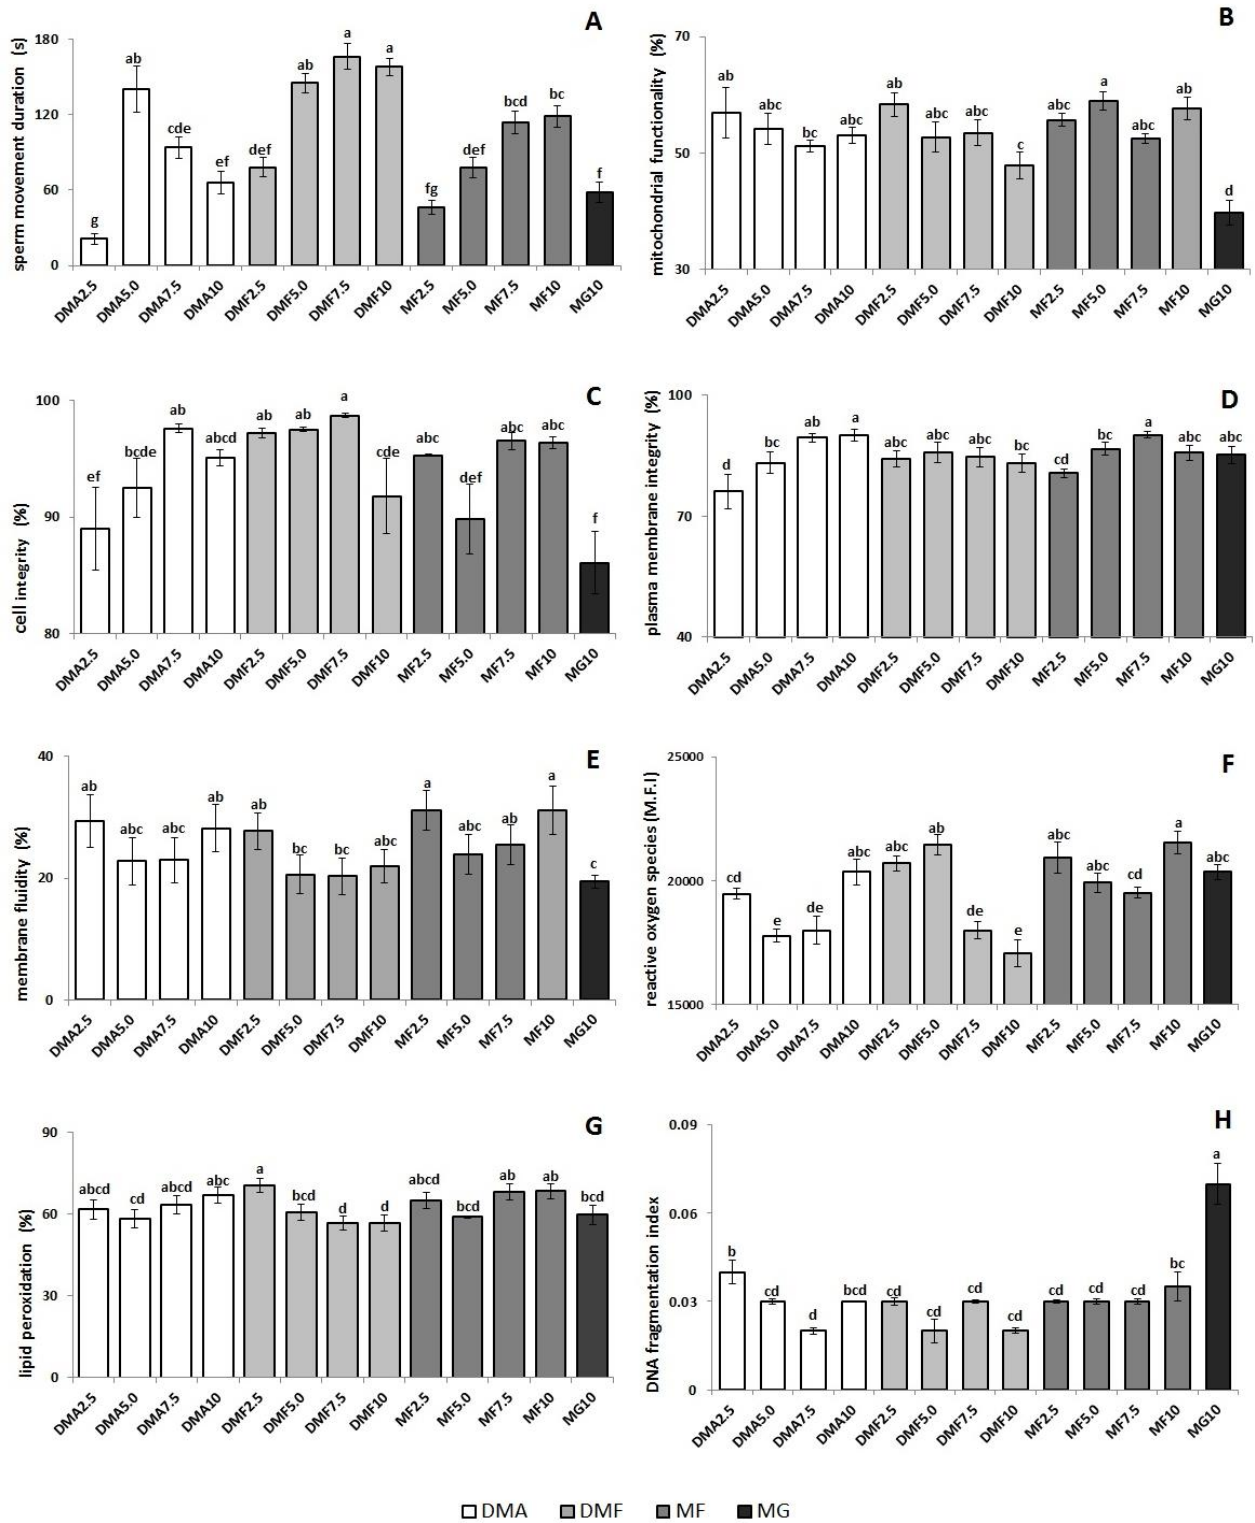 A
sperm movement duration (s)
180
120
60
0
g
ab
cde
ef
def
ab
a
a
fg
def
bcd
bc
f
DMA2.5
DMA5.0
DMA7.5
DMA10
DMF2.5
DMF5.0
DMF7.5
DMF10
MF2.5
MF5.0
MF7.5
MF10
MG10
B
mitochondrial functionality (%)
70
50
30
ab
abc
bc
abc
ab
abc
abc
c
abc
a
abc
ab
d
DMA2.5
DMA5.0
DMA7.5
DMA10
DMF2.5
DMF5.0
DMF7.5
DMF10
MF2.5
MF5.0
MF7.5
MF10
MG10
C
cell integrity (%)
100
90
80
ef
bcde
ab
abcd
ab
ab
a
cde
abc
def
abc
abc
f
DMA2.5
DMA5.0
DMA7.5
DMA10
DMF2.5
DMF5.0
DMF7.5
DMF10
MF2.5
MF5.0
MF7.5
MF10
MG10
D
plasma membrane integrity (%)
100
70
40
d
bc
ab
a
abc
abc
abc
bc
cd
bc
a
abc
abc
DMA2.5
DMA5.0
DMA7.5
DMA10
DMF2.5
DMF5.0
DMF7.5
DMF10
MF2.5
MF5.0
MF7.5
MF10
MG10
E
membrane fluidity (%)
40
20
0
ab
abc
abc
ab
ab
bc
bc
abc
a
abc
ab
a
c
DMA2.5
DMA5.0
DMA7.5
DMA10
DMF2.5
DMF5.0
DMF7.5
DMF10
MF2.5
MF5.0
MF7.5
MF10
MG10
F
reactive oxygen species (M.F.I)
25000
20000
15000
cd
e
de
abc
abc
ab
de
e
abc
abc
cd
a
abc
DMA2.5
DMA5.0
DMA7.5
DMA10
DMF2.5
DMF5.0
DMF7.5
DMF10
MF2.5
MF5.0
MF7.5
MF10
MG10
G
lipid peroxidation (%)
90
60
30
0
abcd
cd
abcd
abc
a
bcd
d
d
abcd
bcd
ab
ab
bcd
DMA2.5
DMA5.0
DMA7.5
DMA10
DMF2.5
DMF5.0
DMF7.5
DMF10
MF2.5
MF5.0
MF7.5
MF10
MG10
H
DNA fragmentation index
0.09
0.06
0.03
0
b
cd
d
bcd
cd
cd
cd
cd
cd
cd
cd
bc
a
DMA2.5
DMA5.0
DMA7.5
DMA10
DMF2.5
DMF5.0
DMF7.5
DMF10
MF2.5
MF5.0
MF7.5
MF10
MG10
DMA DMF MF MG